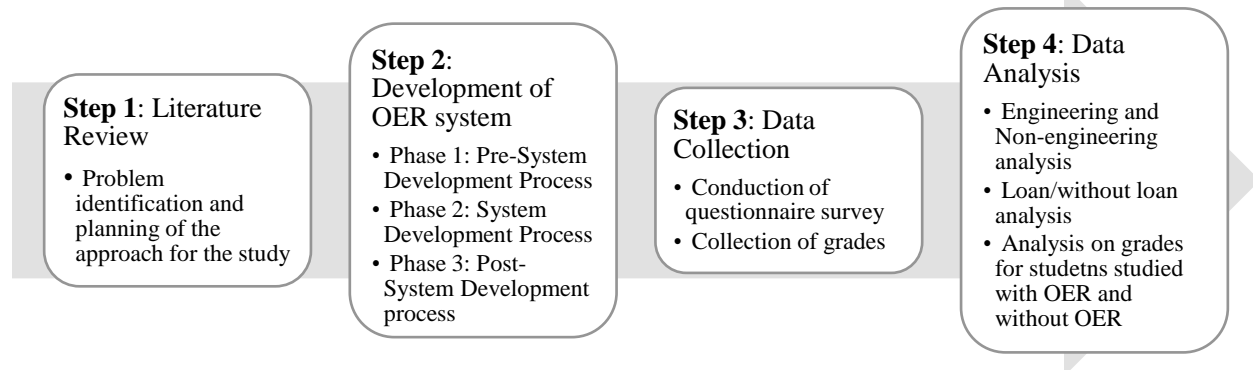 Step 1: Literature
Review
• Problem
identification and
planning of the
approach for the study
Step 2:
Development of
OER system
• Phase 1: Pre-System
Development Process
• Phase 2: System
Development Process
• Phase 3: Post-
System Development
process
Step 3: Data
Collection
• Conduction of
questionnaire survey
• Collection of grades
Step 4: Data
Analysis
• Engineering and
Non-engineering
analysis
• Loan/without loan
analysis
• Analysis on grades
for studetns studied
with OER and
without OER